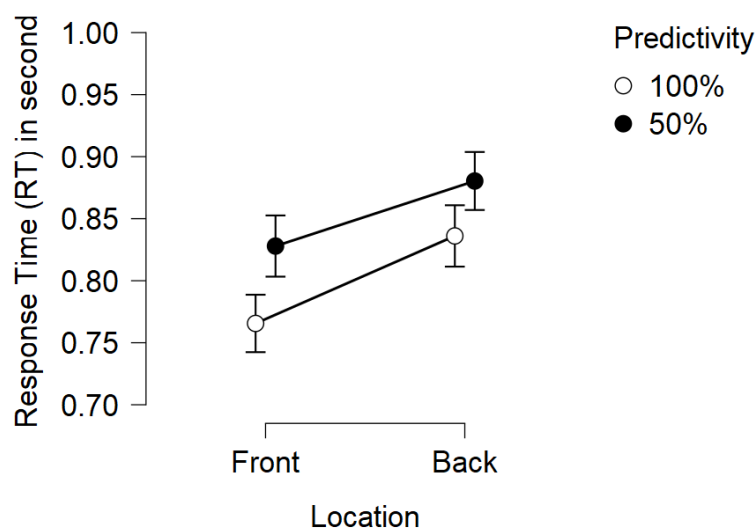 Predictivity
100%
50%
Response Time (RT) in second
1.00
0.95
0.90
0.85
0.80
0.75
0.70
Front
Back
Location